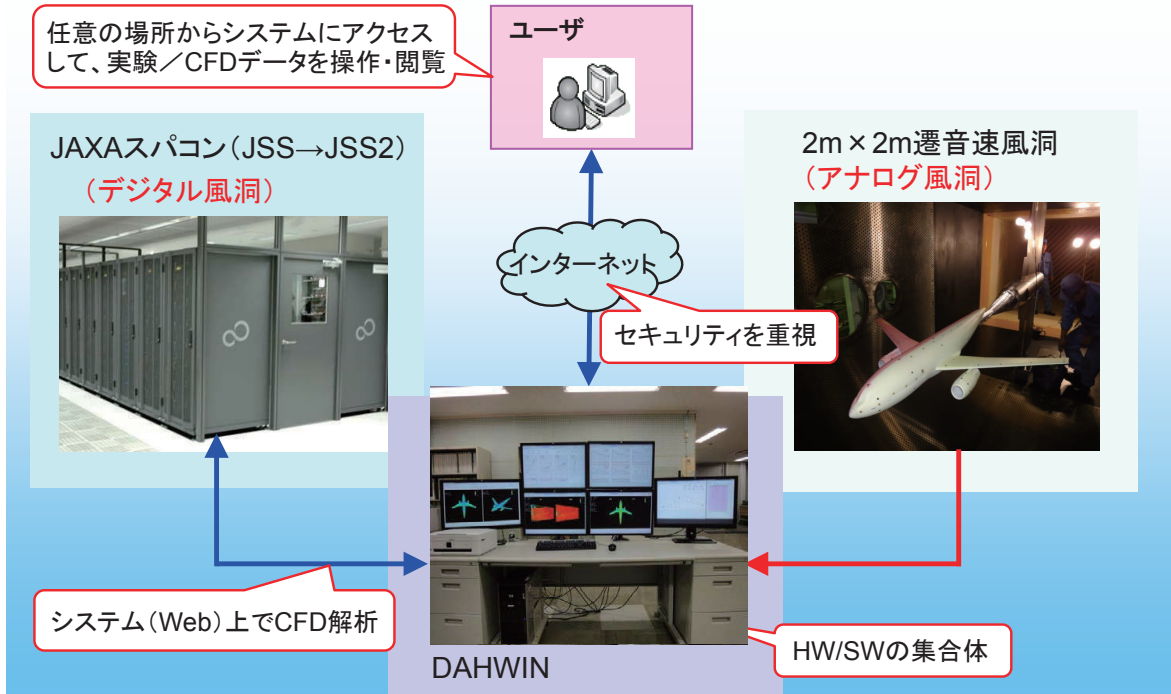 任意の場所からシステムにアクセス
して、実験／CFDデータを操作・閲覧
ユーザ
JAXAスパコン（JSS→JSS2）
（デジタル風洞）
2m×2m遷音速風洞
（アナログ風洞）
インターネット
セキュリティを重視
システム（Web）上でCFD解析
DAHWIN
HW/SWの集合体